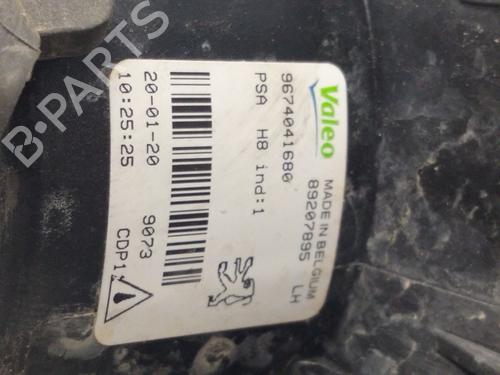 Valeo
MADE IN BELGIUM
89207895 LH
9674041680
PSA H8 ind:1
20-01-20 9073
10:25:25 CDP1
B-PARTS